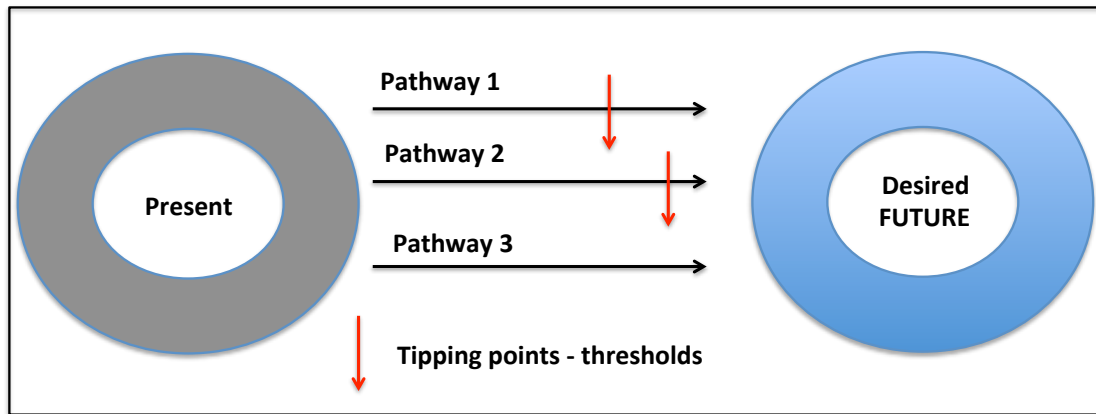 Pathway 1
Pathway 2
Present
Desired
FUTURE
Pathway 3
Tipping points - thresholds